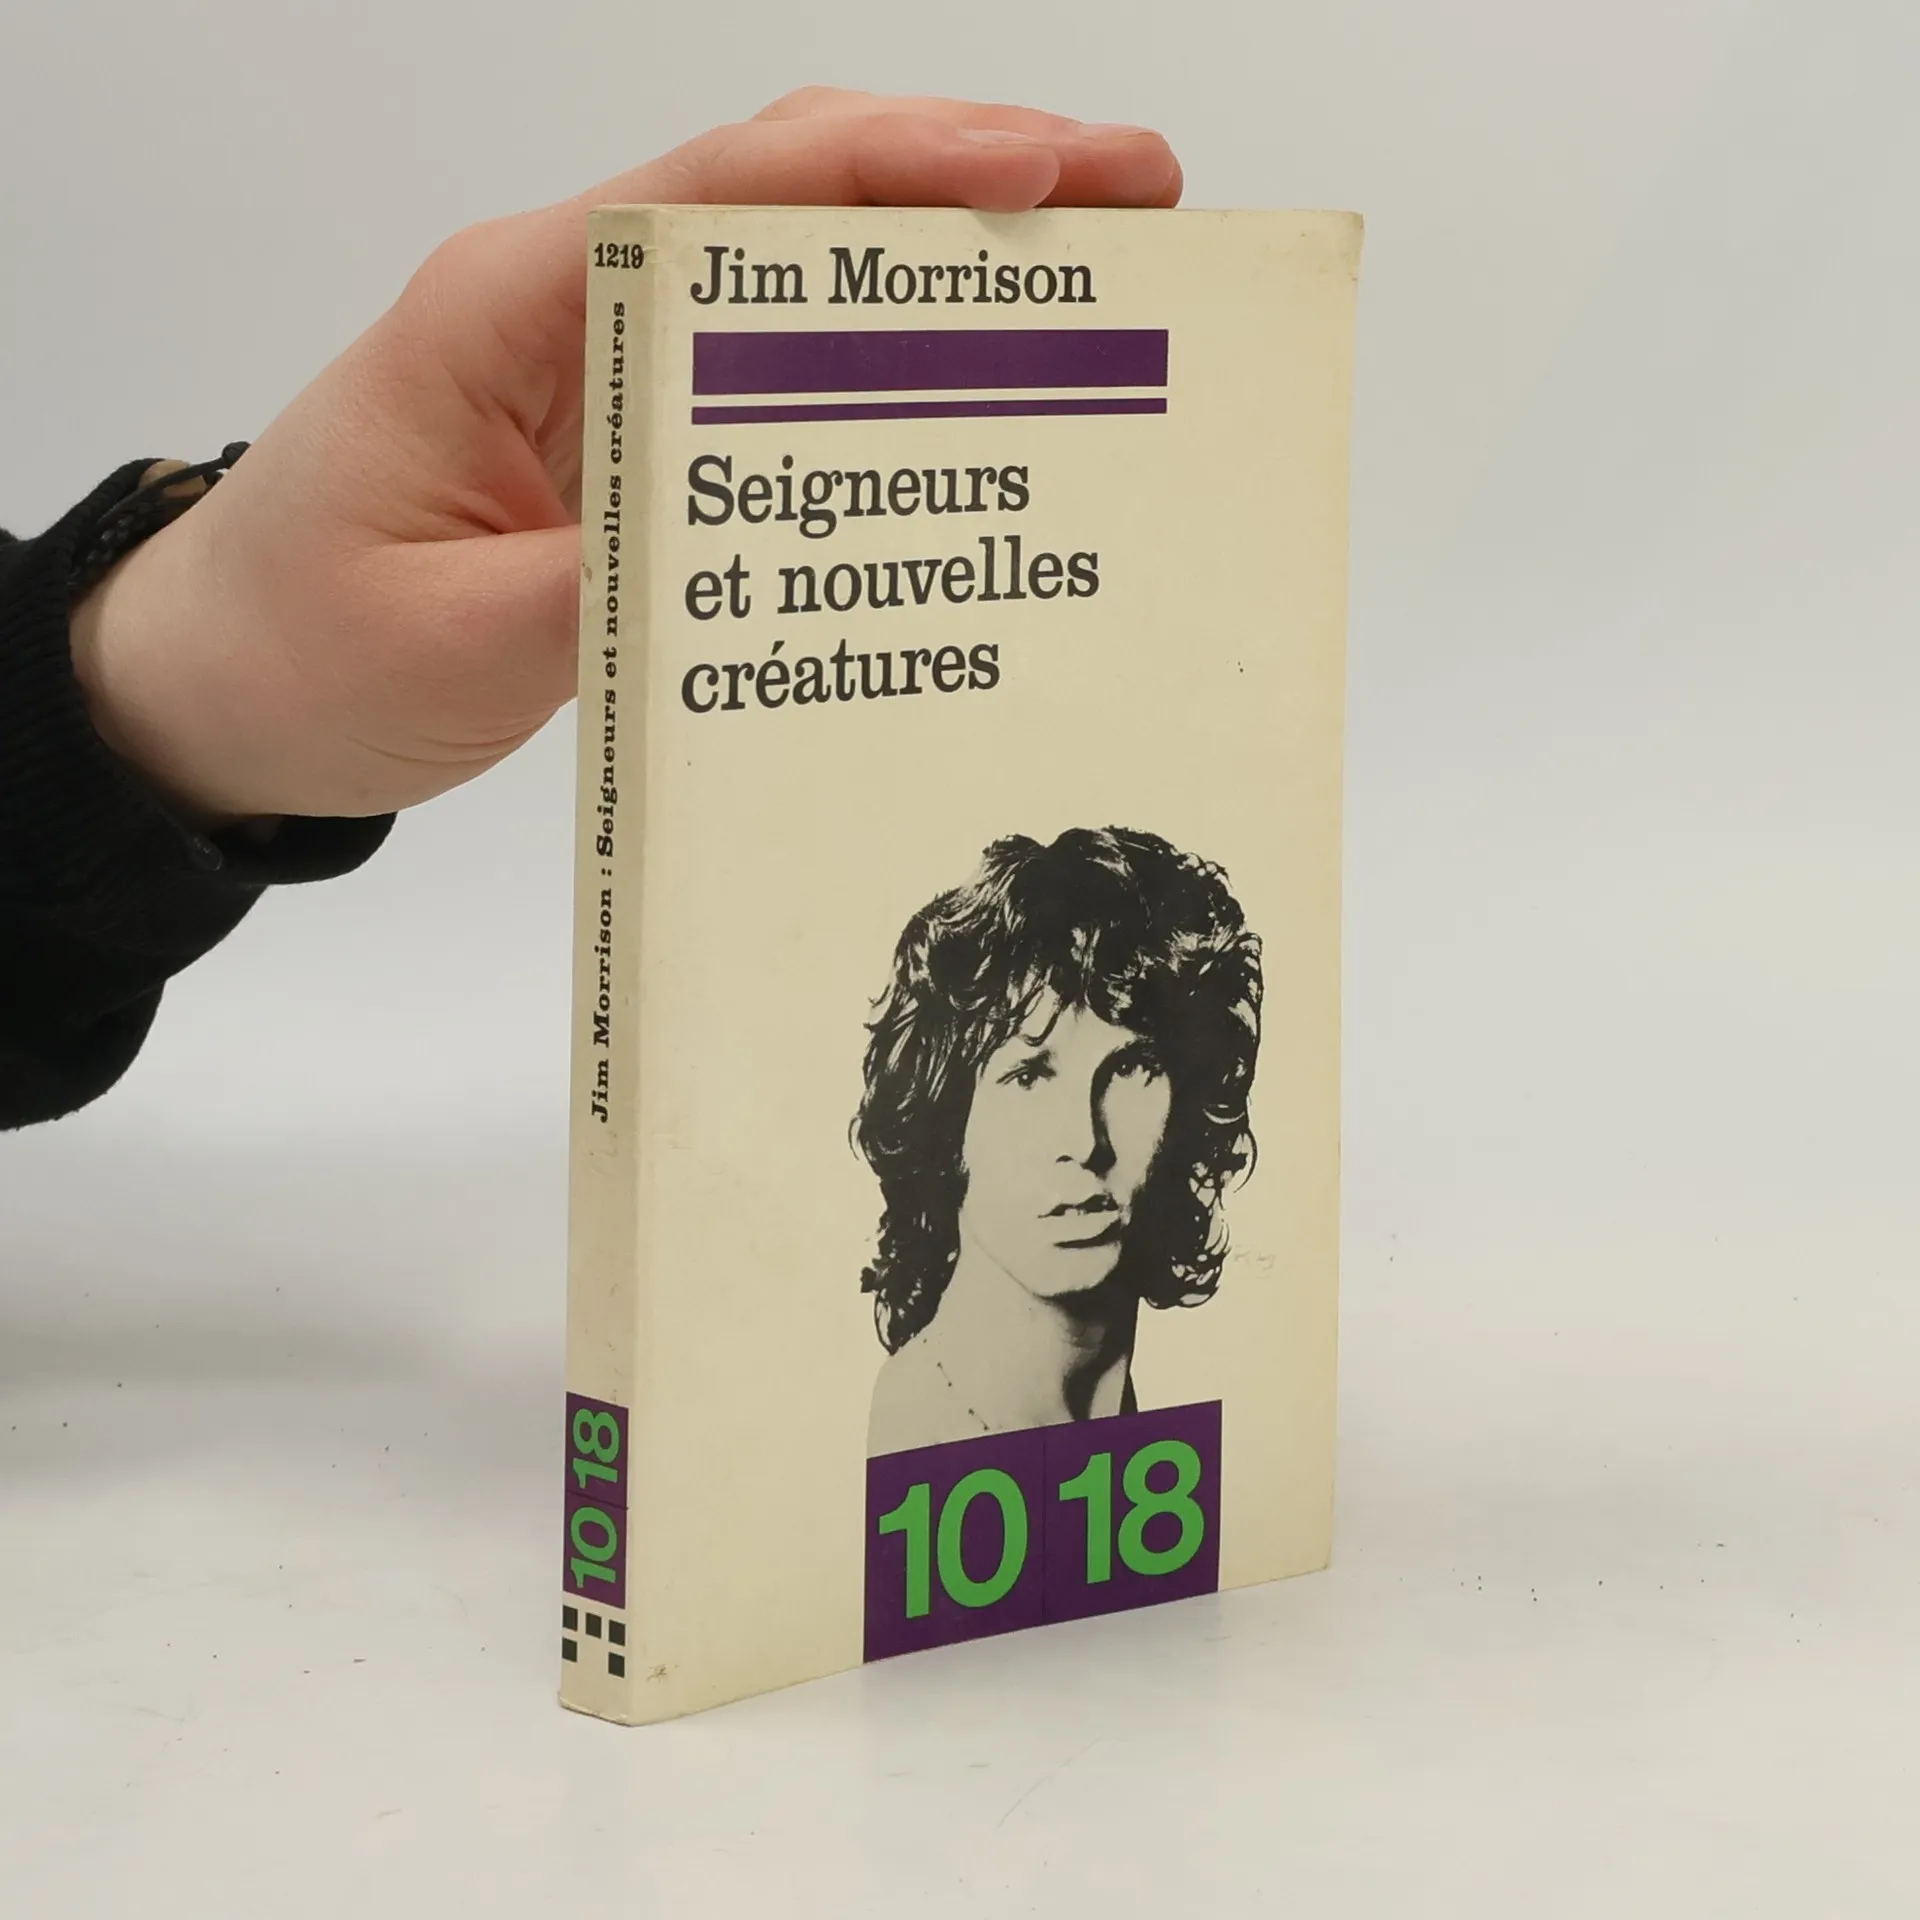 1219
Jim Morrison : Seigneurs et nouvelles créatures
10 18
Jim Morrison
Seigneurs
et nouvelles
créatures
10 18